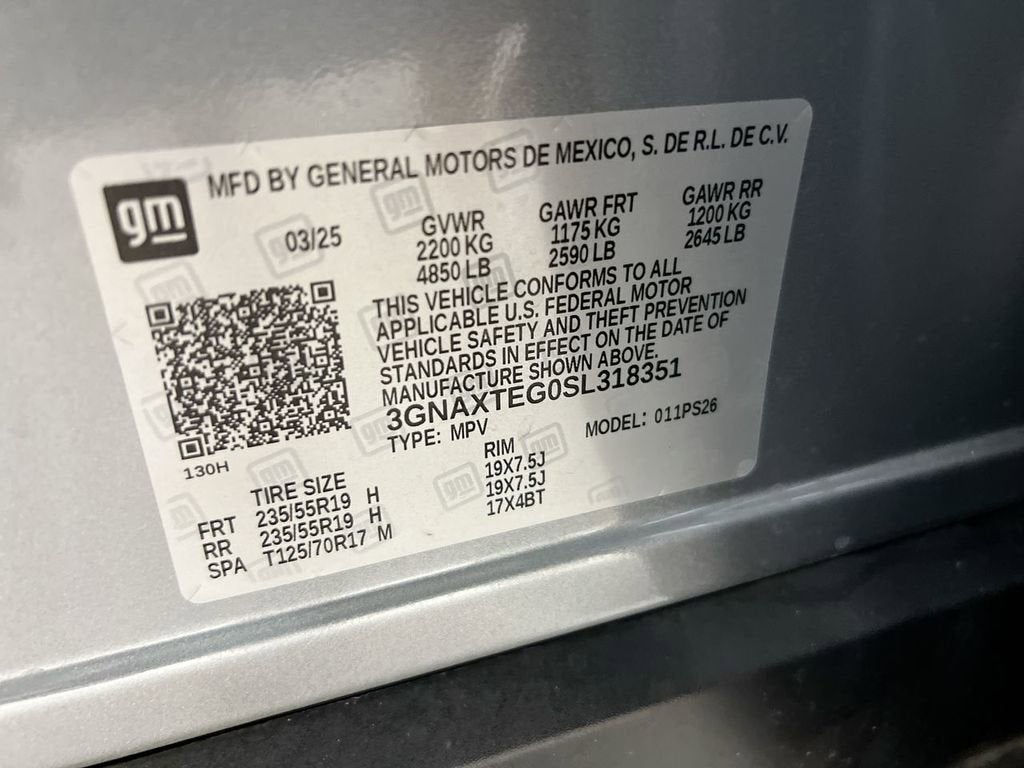 gm
MFD BY GENERAL MOTORS DE MEXICO, S. DE R.L. DE C.V.
03/25
GVWR
2200 KG
4850 LB
GAWR FRT
1175 KG
2590 LB
GAWR RR
1200 KG
2645 LB
THIS VEHICLE CONFORMS TO ALL
APPLICABLE U.S. FEDERAL MOTOR
VEHICLE SAFETY AND THEFT PREVENTION
STANDARDS IN EFFECT ON THE DATE OF
MANUFACTURE SHOWN ABOVE.
3GNAXTEG0SL318351
TYPE: MPV
MODEL: 011PS26
130H
TIRE SIZE
RIM
FRT 235/55R19 H 19X7.5J
RR 235/55R19 H 19X7.5J
SPA T125/70R17 M 17X4BT